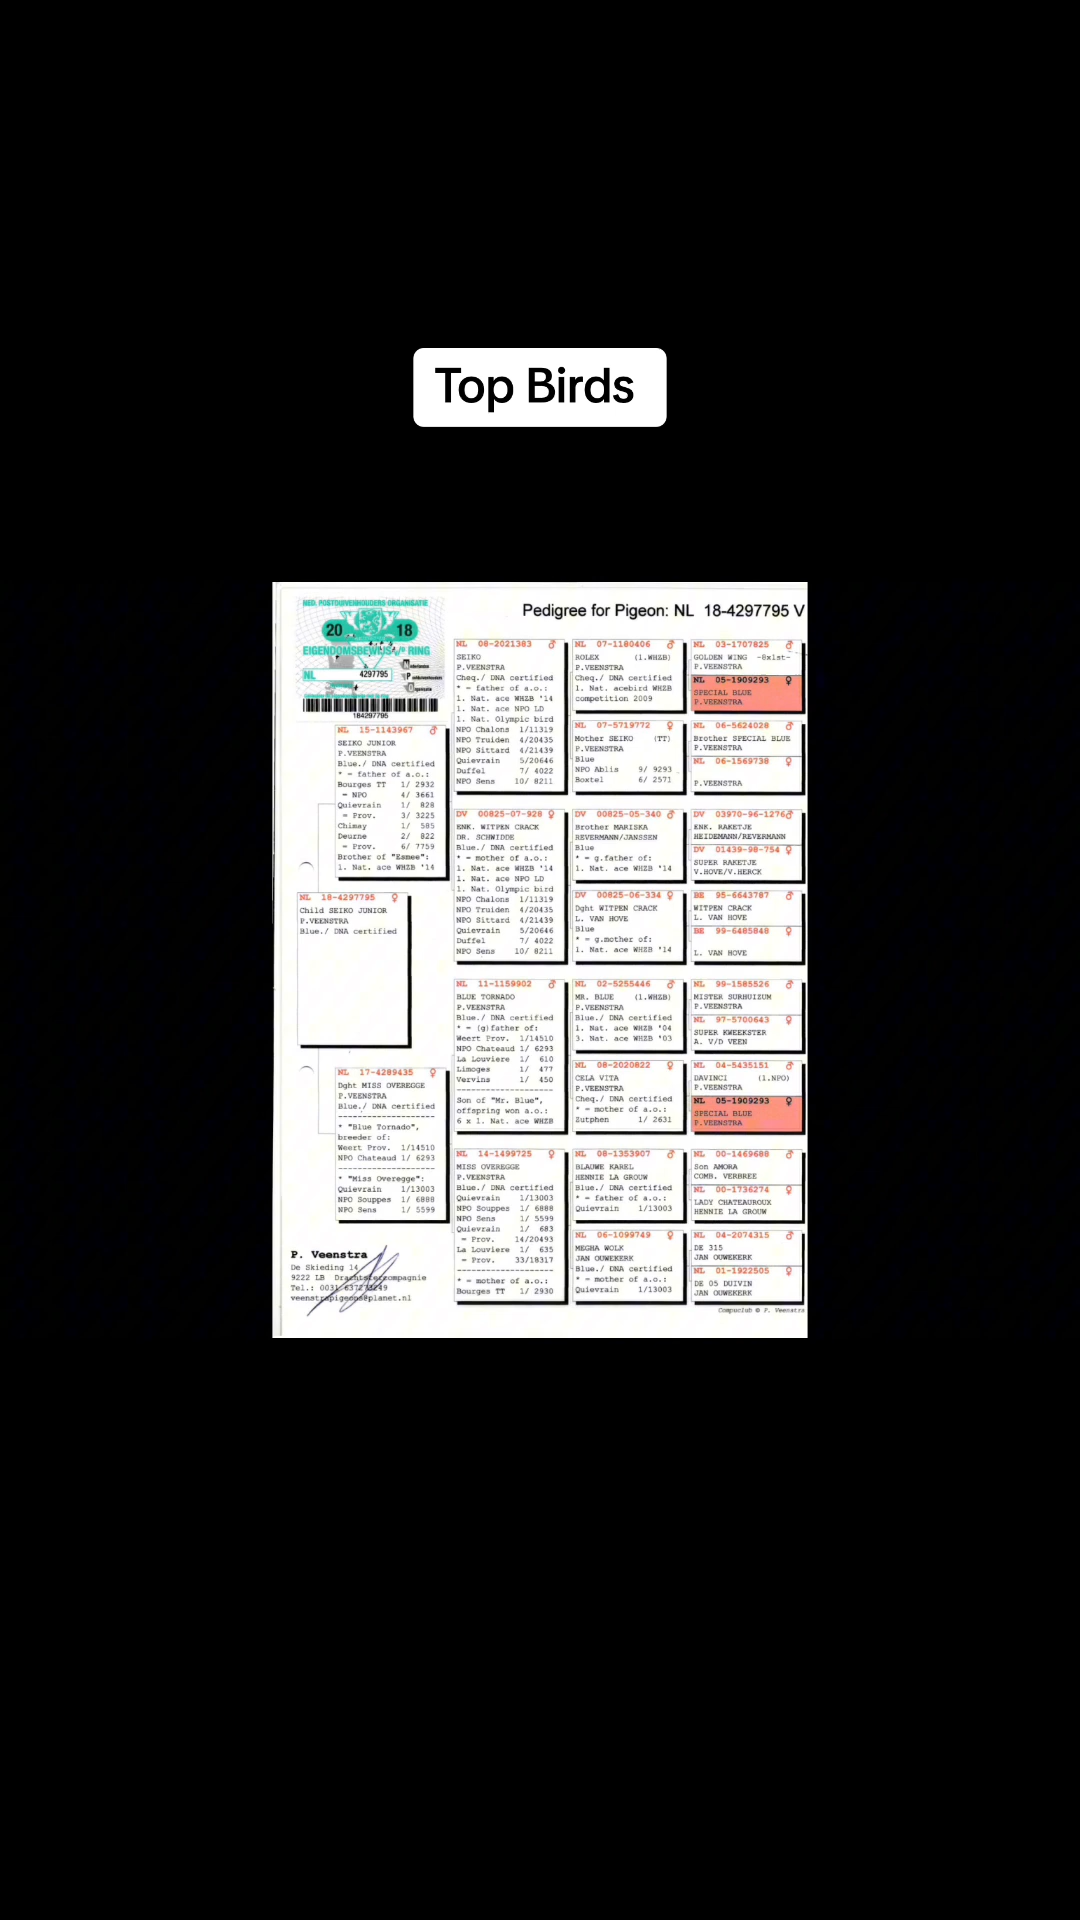 Top Birds
NED. POSTDUIVENHOUDERS ORGANISATIE
20 18
EIGENDOMSBEWIJS RING
NL 4297795
184297795
Pedigree for Pigeon: NL 18-4297795 V
NL 15-1143967 ♂
SEIKO JUNIOR
P.VEENSTRA
Blue./ DNA certified
* = father of a.o.:
Bourges TT 1/ 2932
= NPO 4/ 3661
Quievrain 1/ 828
= Prov. 3/ 3225
Chimay 1/ 585
Deurne 2/ 822
= Prov. 6/ 7759
Brother of "Esmee":
1. Nat. ace WHZB '14
NL 18-4297795 ♀
Child SEIKO JUNIOR
P.VEENSTRA
Blue./ DNA certified
NL 17-4289435 ♀
Dght MISS OVEREGGE
P.VEENSTRA
Blue./ DNA certified
--------------------
* "Blue Tornado",
breeder of:
Weert Prov. 1/14510
NPO Chateaud 1/ 6293
--------------------
* "Miss Overegge":
Quievrain 1/13003
NPO Souppes 1/ 6888
NPO Sens 1/ 5599
P. Veenstra
De Skieding 14
9222 LB Drachtstercompagnie
Tel.: 0031
veenstrapigeons@planet.nl
NL 08-2021383 ♂
SEIKO
P.VEENSTRA
Cheq./ DNA certified
* = father of a.o.:
1. Nat. ace WHZB '14
1. Nat. ace NPO LD
1. Nat. Olympic bird
NPO Chalons 1/11319
NPO Truiden 4/20435
NPO Sittard 4/21439
Quievrain 5/20646
Duffel 7/ 4022
NPO Sens 10/ 8211
DV 00825-07-928 ♀
ENK. WITPEN CRACK
DR. SCHWIDDE
Blue./ DNA certified
* = mother of a.o.:
1. Nat. ace WHZB '14
1. Nat. ace NPO LD
1. Nat. Olympic bird
NPO Chalons 1/11319
NPO Truiden 4/20435
NPO Sittard 4/21439
Quievrain 5/20646
Duffel 7/ 4022
NPO Sens 10/ 8211
NL 11-1159902 ♂
BLUE TORNADO
P.VEENSTRA
Blue./ DNA certified
* = (g)father of:
Weert Prov. 1/14510
NPO Chateaud 1/ 6293
La Louviere 1/ 610
Limoges 1/ 477
Vervins 1/ 450
--------------------
Son of "Mr. Blue",
offspring won a.o.:
6 x 1. Nat. ace WHZB
NL 14-1499725 ♀
MISS OVEREGGE
P.VEENSTRA
Blue./ DNA certified
Quievrain 1/13003
NPO Souppes 1/ 6888
NPO Sens 1/ 5599
Quievrain 1/ 683
= Prov. 14/20493
La Louviere 1/ 635
= Prov. 33/18317
--------------------
* = mother of a.o.:
Bourges TT 1/ 2930
NL 07-1180406 ♂
ROLEX (1.WHZB)
P.VEENSTRA
Cheq./ DNA certified
1. Nat. acebird WHZB
competition 2009
NL 07-5719772 ♀
Mother SEIKO (TT)
P.VEENSTRA
Blue
NPO Ablis 9/ 9293
Boxtel 6/ 2571
DV 00825-05-340 ♂
Brother MARISKA
REVERMANN/JANSSEN
Blue
* = g.father of:
1. Nat. ace WHZB '14
DV 00825-06-334 ♀
Dght WITPEN CRACK
L. VAN HOVE
Blue
* = g.mother of:
1. Nat. ace WHZB '14
NL 02-5255446 ♂
MR. BLUE (1.WHZB)
P.VEENSTRA
Blue./ DNA certified
1. Nat. ace WHZB '04
3. Nat. ace WHZB '03
NL 08-2020822 ♀
CELA VITA
P.VEENSTRA
Cheq./ DNA certified
* = mother of a.o.:
Zutphen 1/ 2631
NL 08-1353907 ♂
BLAUWE KAREL
HENNIE LA GROUW
Blue./ DNA certified
* = father of a.o.:
Quievrain 1/13003
NL 06-1099749 ♀
MEGHA WOLK
JAN OUWEKERK
Blue./ DNA certified
* = mother of a.o.:
Quievrain 1/13003
NL 03-1707825 ♂
GOLDEN WING -8x1st-
P.VEENSTRA
NL 05-1909293 ♀
SPECIAL BLUE
P.VEENSTRA
NL 06-5624028 ♂
Brother SPECIAL BLUE
P.VEENSTRA
NL 06-1569738 ♀
P.VEENSTRA
DV 03970-96-1276♂
ENK. RAKETJE
HEIDEMANN/REVERMANN
DV 01439-98-754 ♀
SUPER RAKETJE
V.HOVE/V.HERCK
BE 95-6643787 ♂
WITPEN CRACK
L. VAN HOVE
BE 99-6485848 ♀
L. VAN HOVE
NL 99-1585526 ♂
MISTER SURHUIZUM
P.VEENSTRA
NL 97-5700643 ♀
SUPER KWEEKSTER
A. V/D VEEN
NL 04-5435151 ♂
DAVINCI (1.NPO)
P.VEENSTRA
NL 05-1909293 ♀
SPECIAL BLUE
P.VEENSTRA
NL 00-1469688 ♂
Son AMORA
COMB. VERBREE
NL 00-1736274 ♀
LADY CHATEAUROUX
HENNIE LA GROUW
NL 04-2074315 ♂
DE 315
JAN OUWEKERK
NL 01-1922505 ♀
DE 05 DUIVIN
JAN OUWEKERK
Compuclub © P. Veenstra